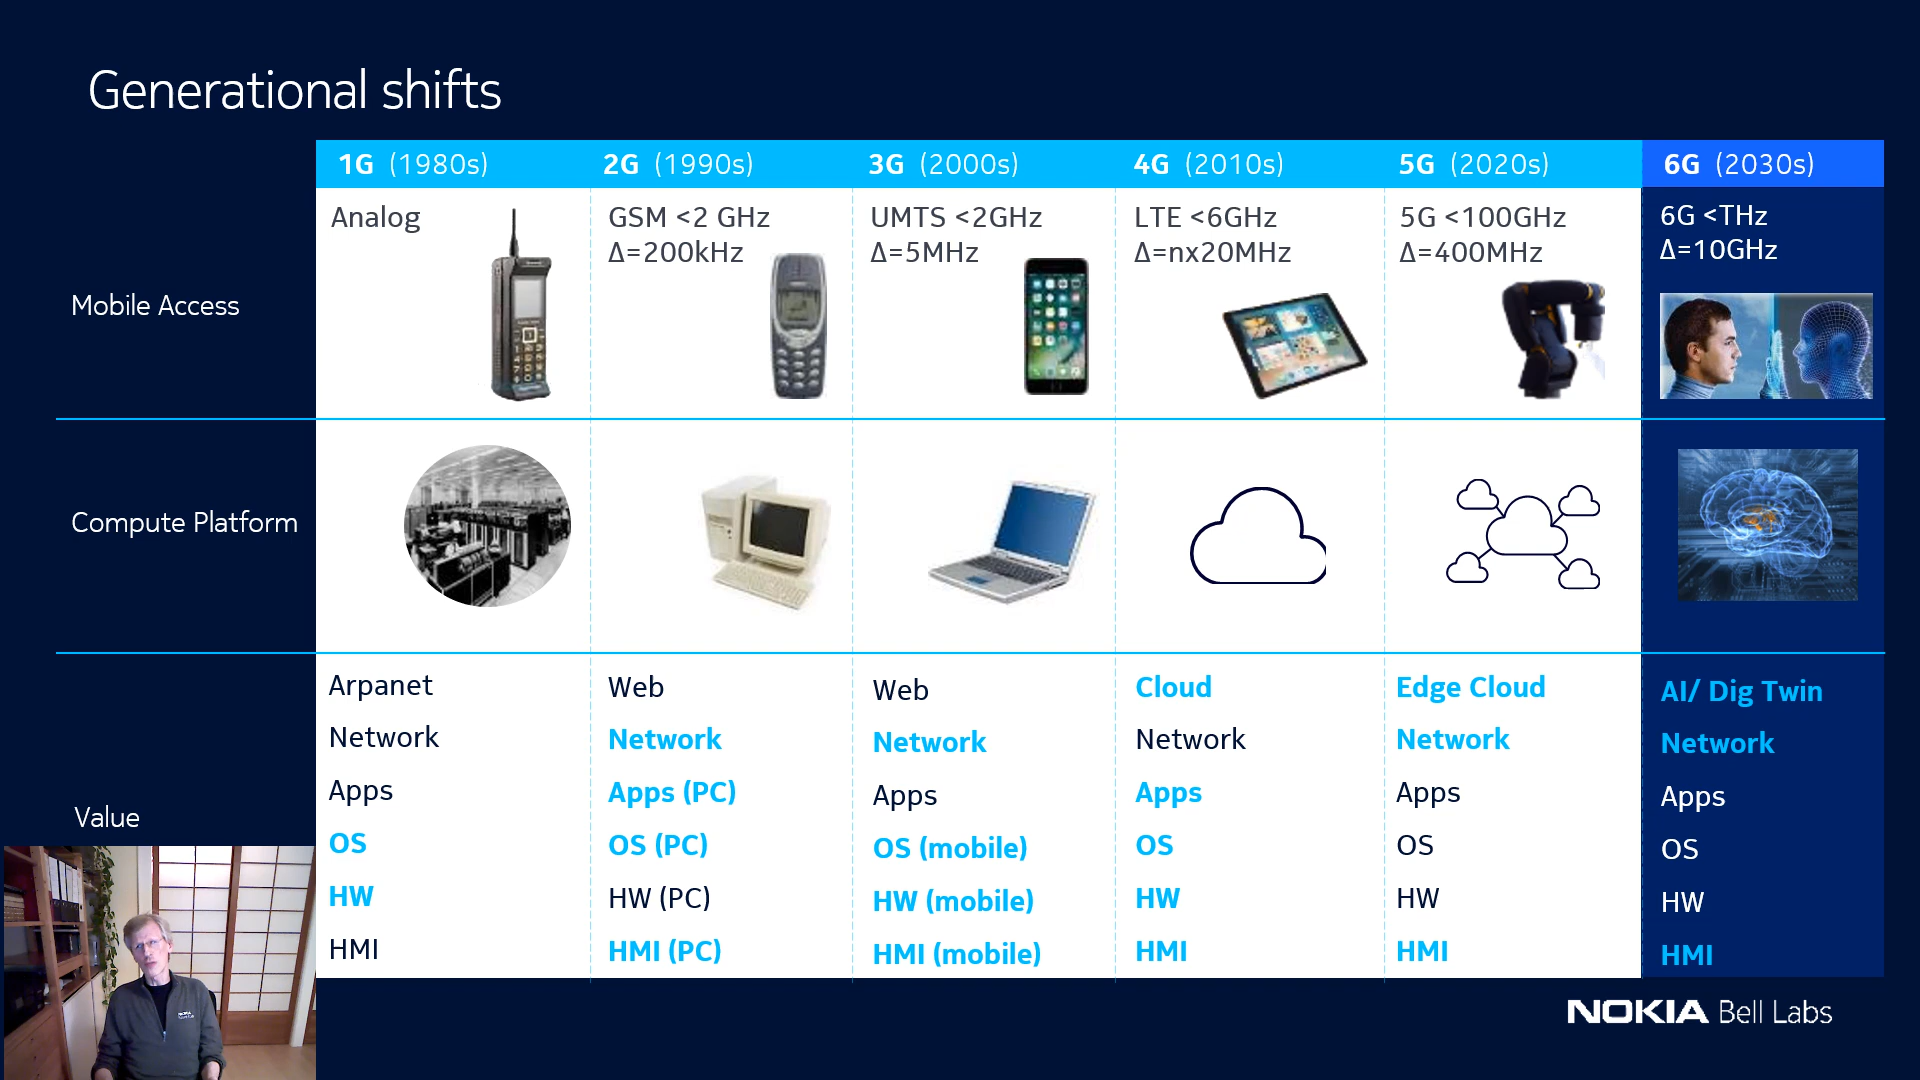 Generational shifts
1G (1980s)
2G (1990s)
3G (2000s)
4G (2010s)
5G (2020s)
6G (2030s)
Mobile Access
Analog
GSM <2 GHz
Δ=200kHz
UMTS <2GHz
Δ=5MHz
LTE <6GHz
Δ=nx20MHz
5G <100GHz
Δ=400MHz
6G <THz
Δ=10GHz
Compute Platform
Value
Arpanet
Network
Apps
OS
HW
HMI
Web
Network
Apps (PC)
OS (PC)
HW (PC)
HMI (PC)
Web
Network
Apps
OS (mobile)
HW (mobile)
HMI (mobile)
Cloud
Network
Apps
OS
HW
HMI
Edge Cloud
Network
Apps
OS
HW
HMI
AI/ Dig Twin
Network
Apps
OS
HW
HMI
NOKIA Bell Labs